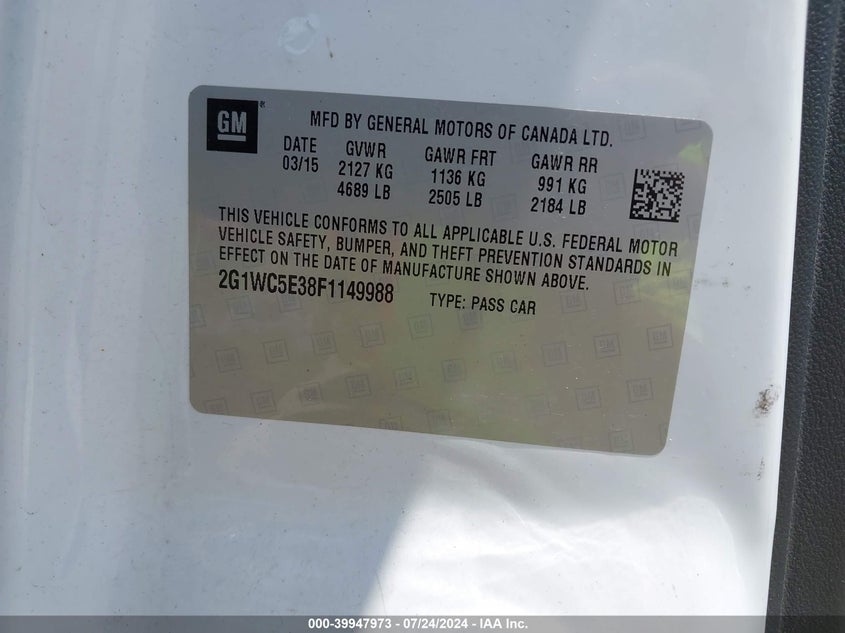 GM
MFD BY GENERAL MOTORS OF CANADA LTD.
DATE GVWR GAWR FRT GAWR RR
03/15 2127 KG 1136 KG 991 KG
4689 LB 2505 LB 2184 LB
THIS VEHICLE CONFORMS TO ALL APPLICABLE U.S. FEDERAL MOTOR
VEHICLE SAFETY, BUMPER, AND THEFT PREVENTION STANDARDS IN
EFFECT ON THE DATE OF MANUFACTURE SHOWN ABOVE.
2G1WC5E38F1149988 TYPE: PASS CAR
000-39947973 - 07/24/2024 - IAA Inc.